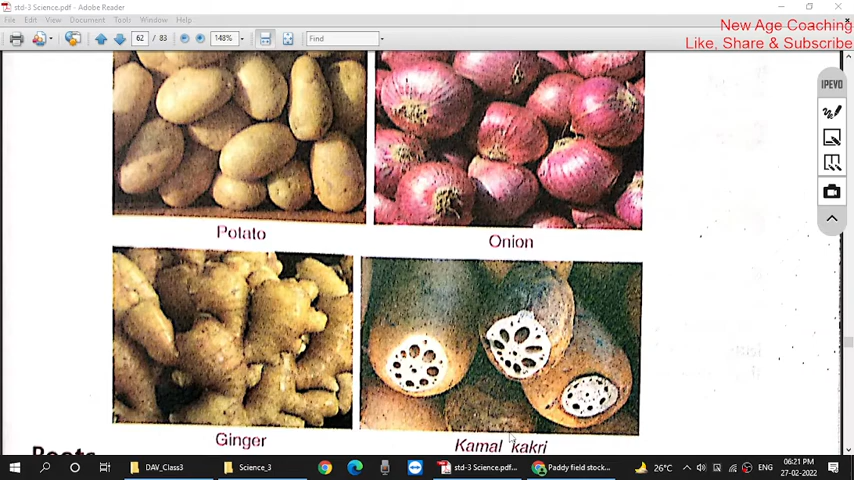 std-3 Science.pdf - Adobe Reader
File Edit View Document Tools Window Help
62 / 83 148% Find
New Age Coaching
Like, Share & Subscribe
IPEVO
Potato
Onion
Ginger
Kamal kakri
Roots
DAV_Class3 Science_3 std-3 Science.pdf... Paddy field stock... 26°C ENG 06:21 PM
27-02-2022